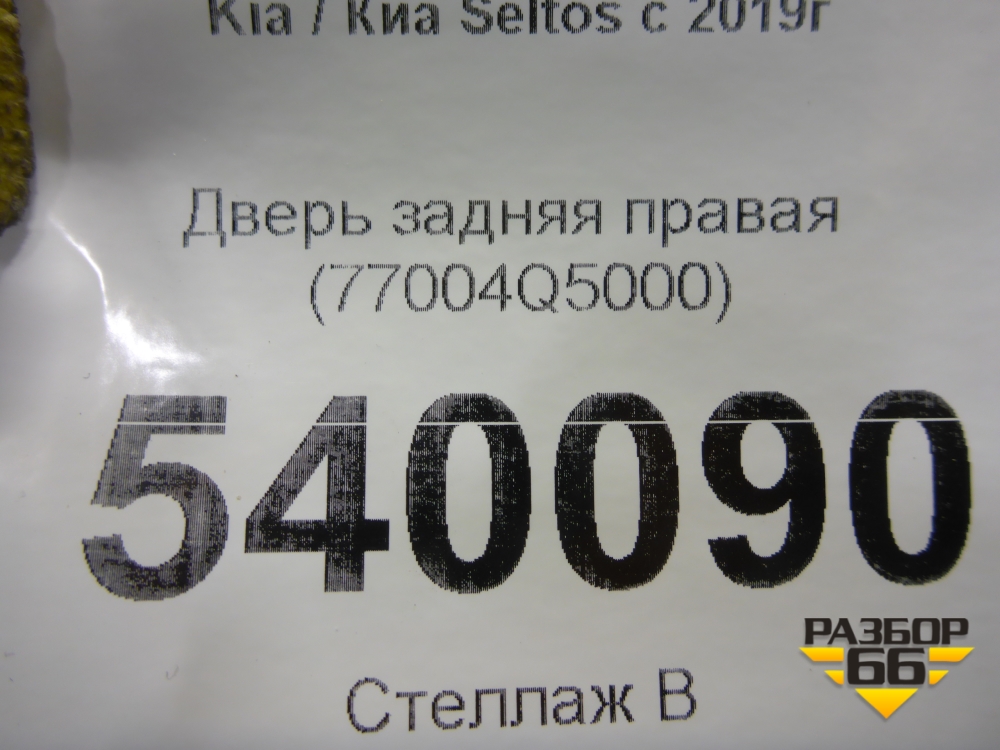 Kia / Киа Seltos с 2019г
Дверь задняя правая
(77004Q5000)
540090
Стеллаж В
РАЗБОР
66